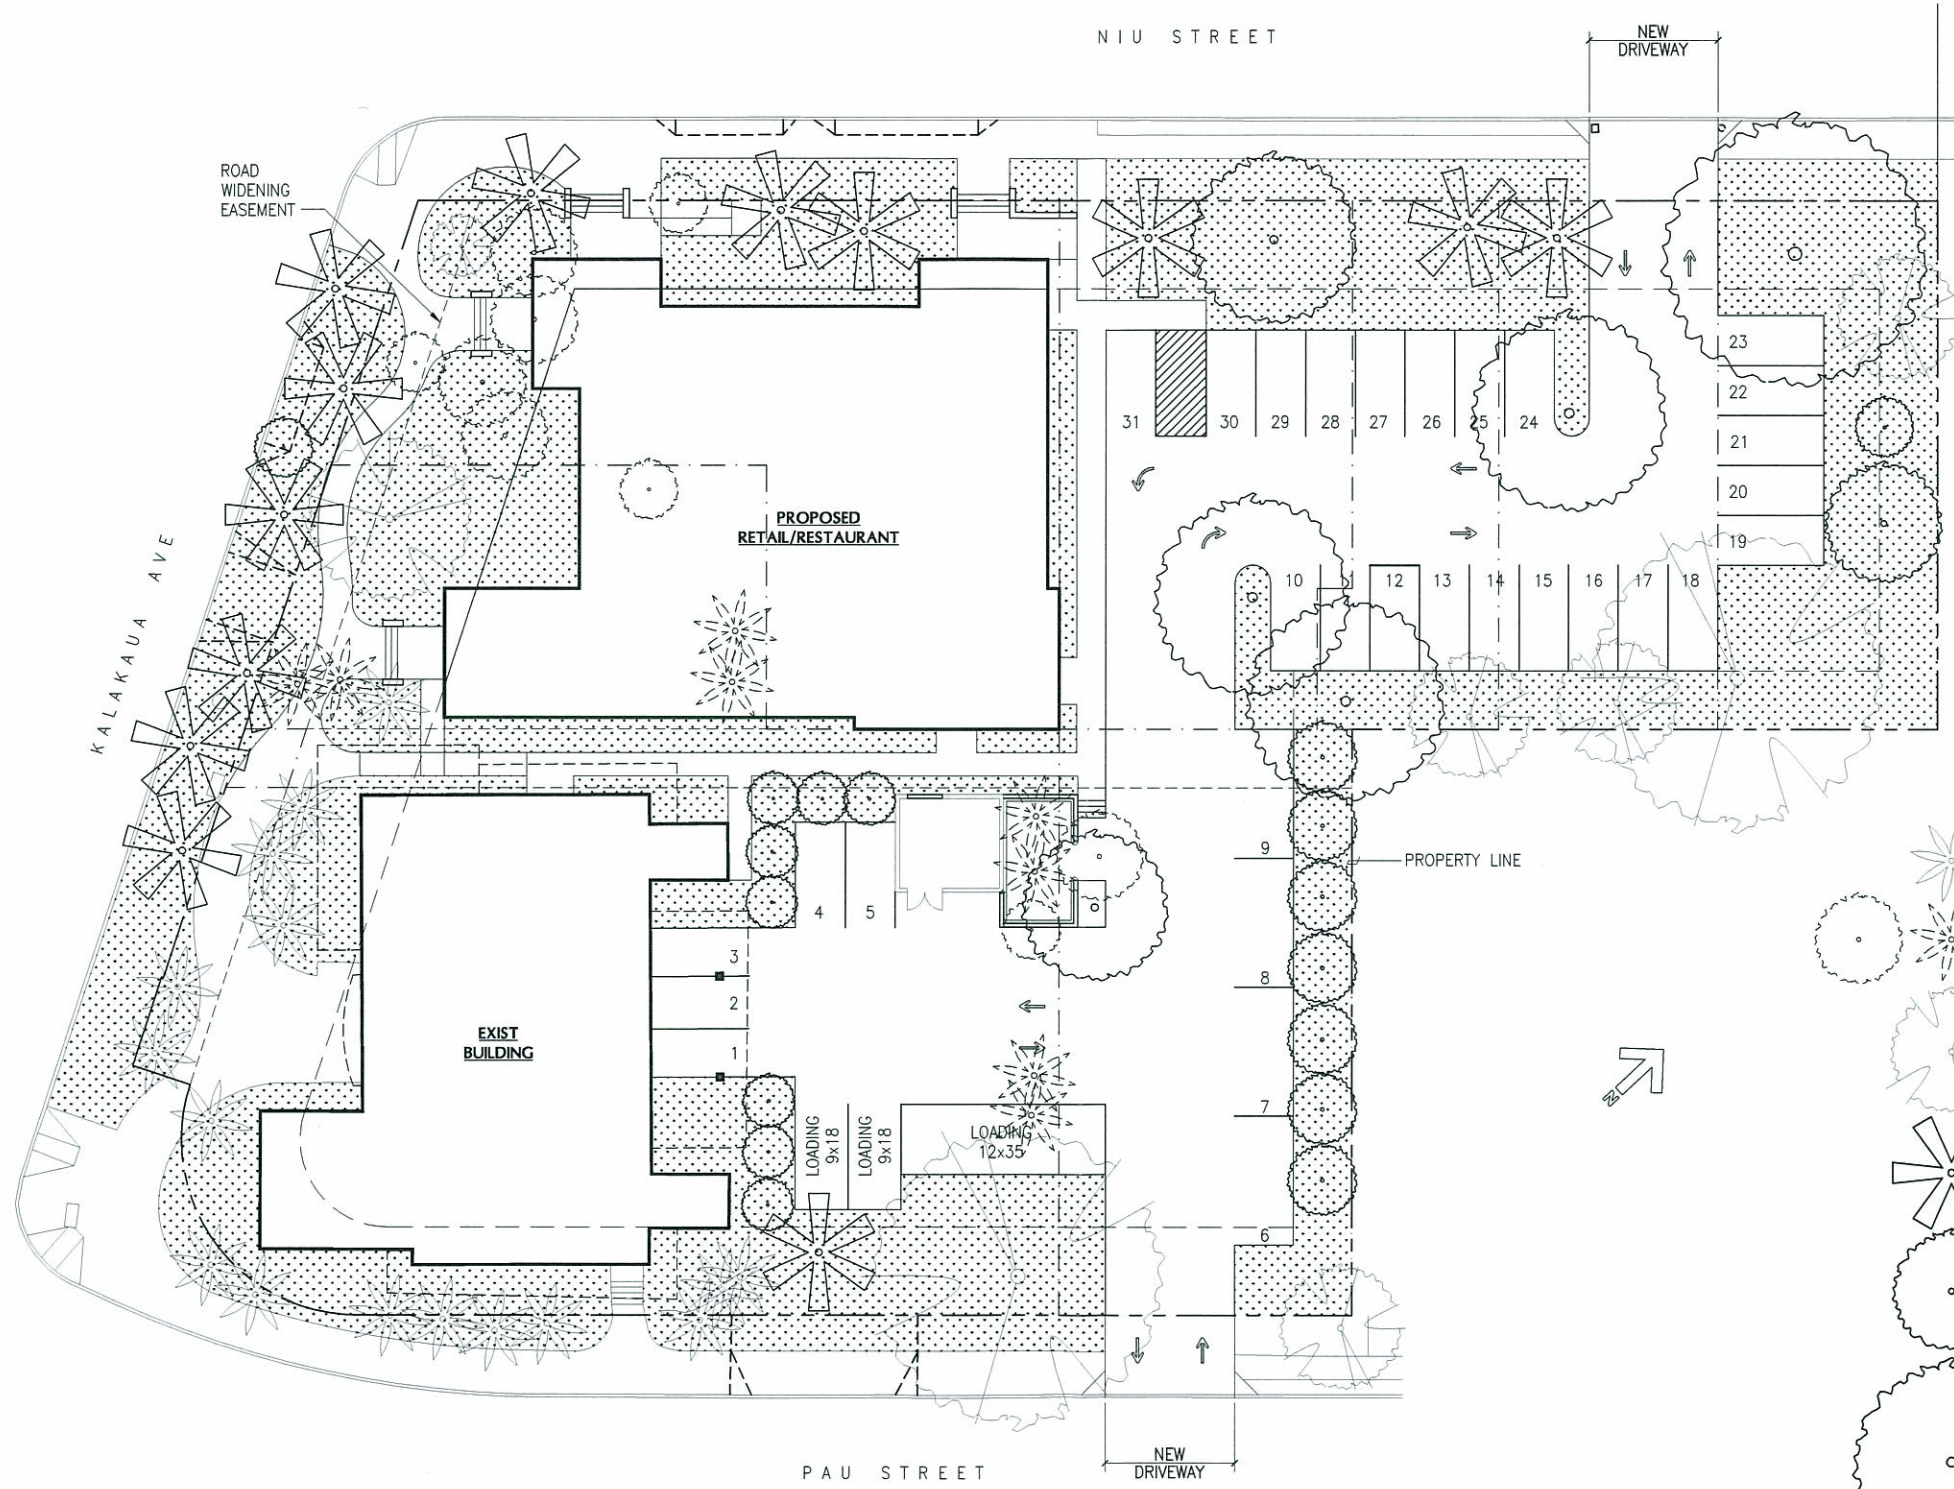 NIU STREET
NEW
DRIVEWAY
ROAD
WIDENING
EASEMENT
23
22
31
30
29
28
27
26
25
24
21
20
PROPOSED
RETAIL/RESTAURANT
19
KALAKAUA AVE
10
11
12
13
14
15
16
17
18
9
PROPERTY LINE
4
5
3
8
2
EXIST
BUILDING
1
7
N
LOADING
9x18
LOADING
9x18
LOADING
12x35
6
NEW
DRIVEWAY
PAU STREET